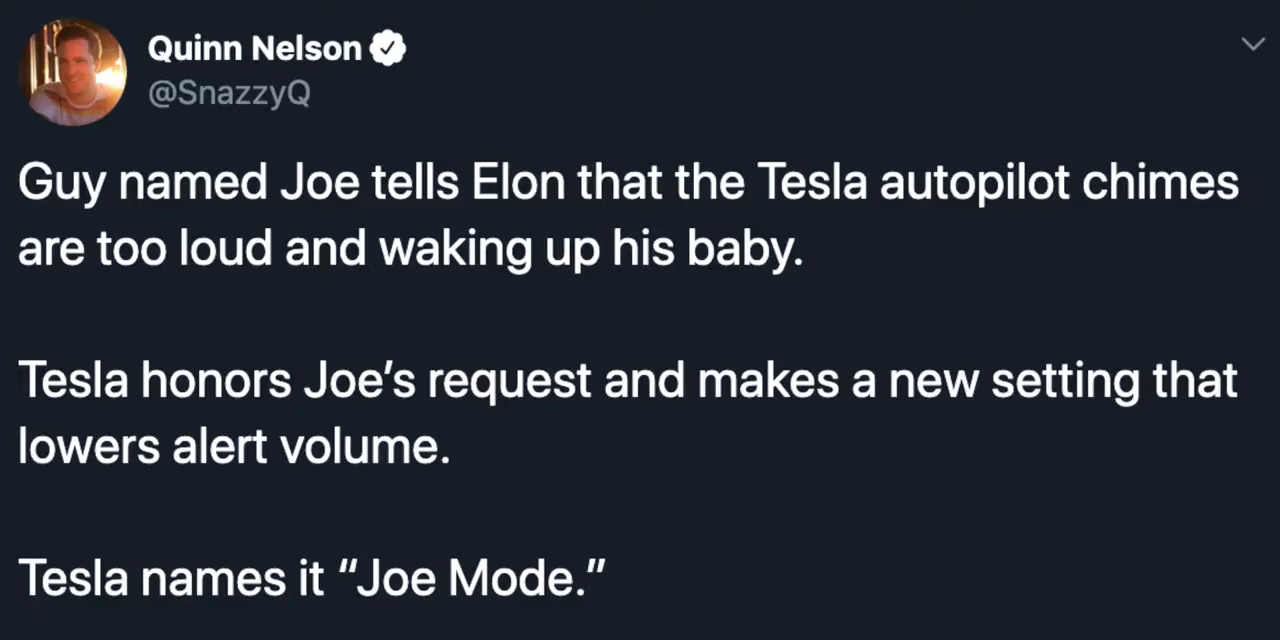 Quinn Nelson
@SnazzyQ
Guy named Joe tells Elon that the Tesla autopilot chimes
are too loud and waking up his baby.
Tesla honors Joe’s request and makes a new setting that
lowers alert volume.
Tesla names it “Joe Mode.”